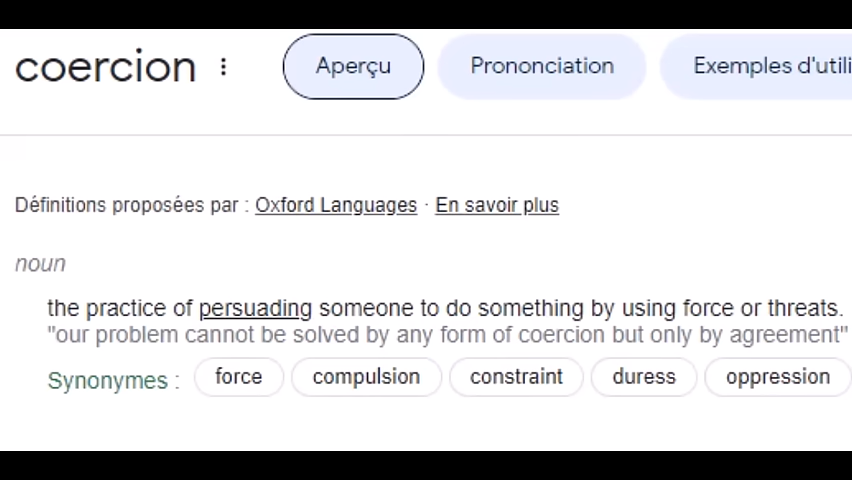 coercion Aperçu Prononciation Exemples d'utili
Définitions proposées par : Oxford Languages · En savoir plus
noun
the practice of persuading someone to do something by using force or threats.
"our problem cannot be solved by any form of coercion but only by agreement"
Synonymes : force compulsion constraint duress oppression